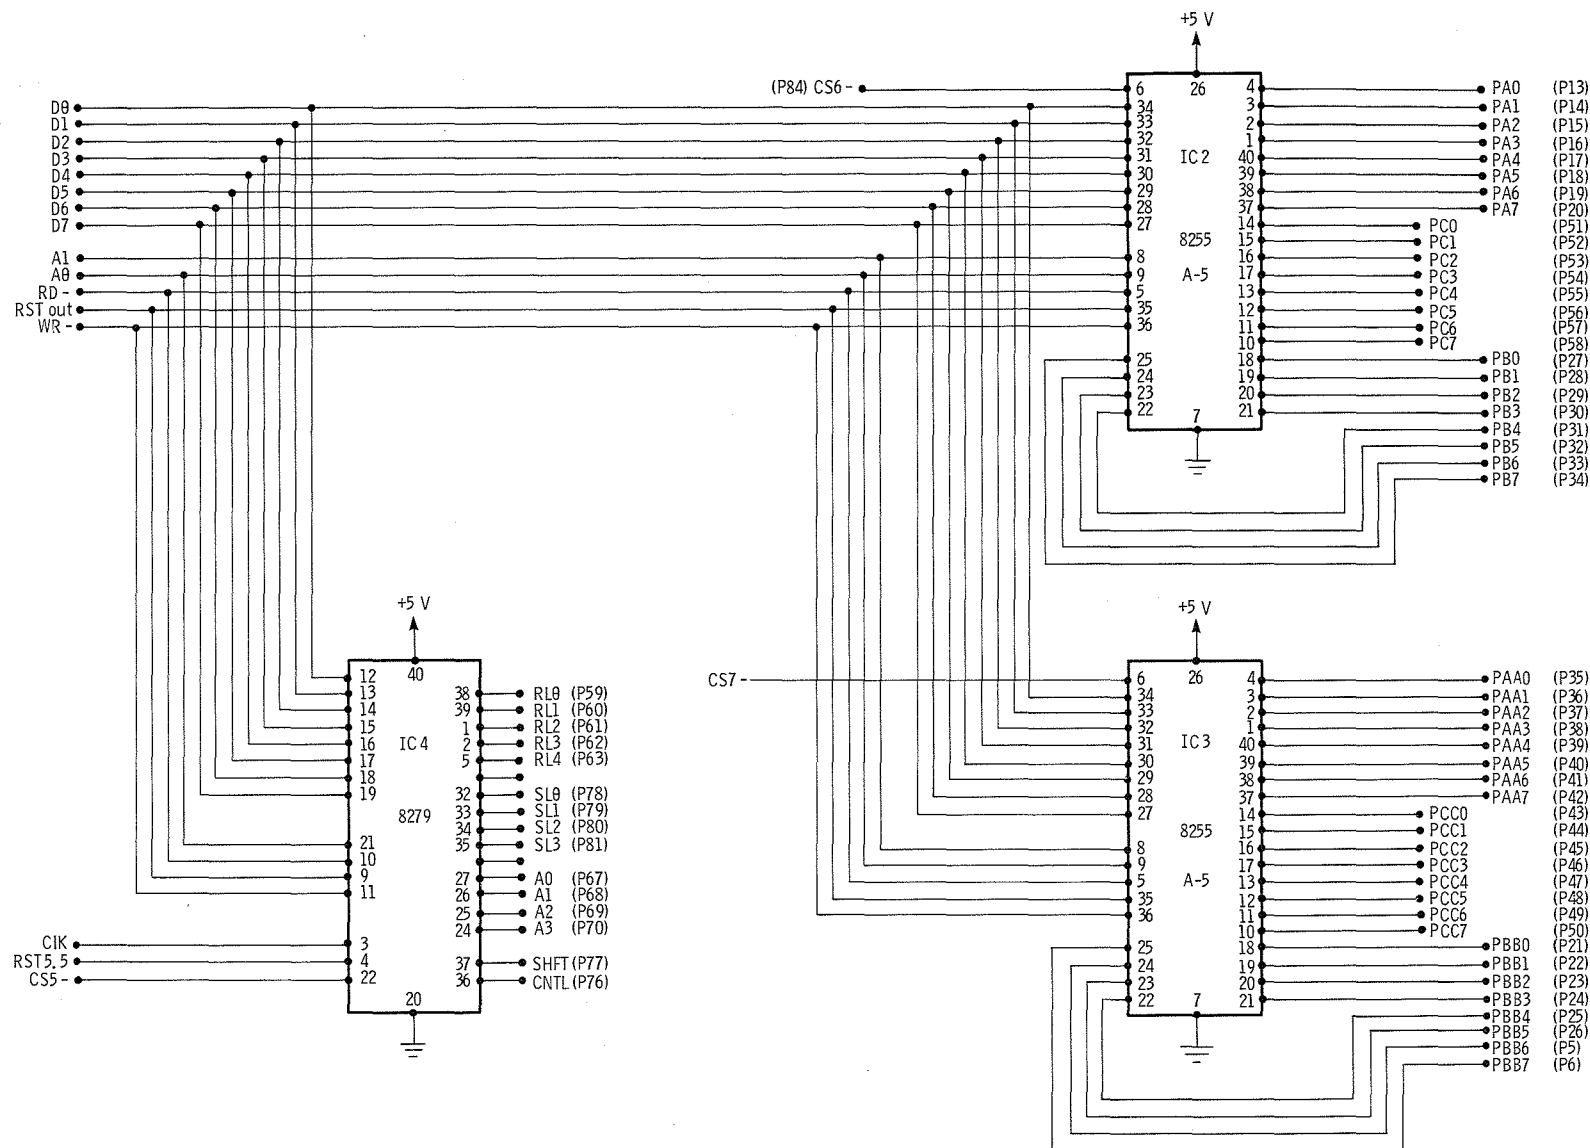 +5 V
(P84) CS6 -
D0
D1
D2
D3
D4
D5
D6
D7
A1
A0
RD -
RST out
WR -
6 26 4 PA0 (P13)
34 3 PA1 (P14)
33 2 PA2 (P15)
32 1 PA3 (P16)
31 IC2 40 PA4 (P17)
30 39 PA5 (P18)
29 38 PA6 (P19)
28 37 PA7 (P20)
27 14 PC0 (P51)
8255 15 PC1 (P52)
8 16 PC2 (P53)
9 A-5 17 PC3 (P54)
5 13 PC4 (P55)
35 12 PC5 (P56)
36 11 PC6 (P57)
10 PC7 (P58)
25 18 PB0 (P27)
24 19 PB1 (P28)
23 20 PB2 (P29)
22 7 21 PB3 (P30)
PB4 (P31)
PB5 (P32)
PB6 (P33)
PB7 (P34)
+5 V
12 40
13 38 RL0 (P59)
14 39 RL1 (P60)
15 1 RL2 (P61)
16 IC4 2 RL3 (P62)
17 5 RL4 (P63)
18
19 32 SL0 (P78)
8279 33 SL1 (P79)
34 SL2 (P80)
21 35 SL3 (P81)
10
9 27 A0 (P67)
11 26 A1 (P68)
25 A2 (P69)
24 A3 (P70)
ClK 3
RST5.5 4 37 SHFT (P77)
CS5 - 22 36 CNTL (P76)
20
+5 V
CS7 - 6 26 4 PAA0 (P35)
34 3 PAA1 (P36)
33 2 PAA2 (P37)
32 1 PAA3 (P38)
31 IC3 40 PAA4 (P39)
30 39 PAA5 (P40)
29 38 PAA6 (P41)
28 37 PAA7 (P42)
27 14 PCC0 (P43)
8255 15 PCC1 (P44)
8 16 PCC2 (P45)
9 17 PCC3 (P46)
5 A-5 13 PCC4 (P47)
35 12 PCC5 (P48)
36 11 PCC6 (P49)
10 PCC7 (P50)
25 18 PBB0 (P21)
24 19 PBB1 (P22)
23 20 PBB2 (P23)
22 7 21 PBB3 (P24)
PBB4 (P25)
PBB5 (P26)
PBB6 (P5)
PBB7 (P6)